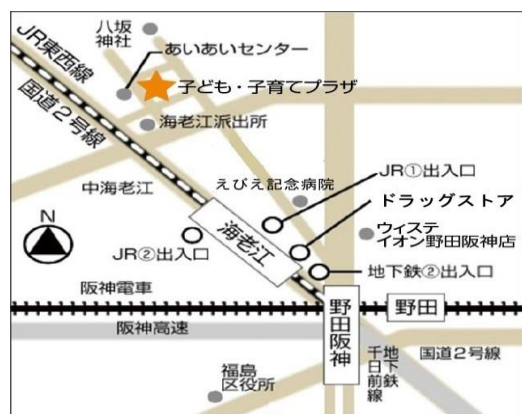 八坂
神社
あいあいセンター
JR東西線
国道2号線
子ども・子育てプラザ
海老江派出所
中海老江
えびえ記念病院
JR①出入口
ドラッグストア
N
海老江
ウィステ
イオン野田阪神店
JR②出入口
地下鉄②出入口
阪神電車
野田阪神
野田
阪神高速
千日前線
地下鉄
国道2号線
福島
区役所